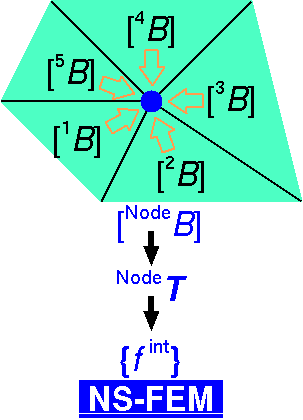 [⁴B]
[⁵B] [³B]
[¹B]
[²B]
[ᴺᵒᵈᵉB]
ᴺᵒᵈᵉT
{fⁱⁿᵗ}
NS-FEM